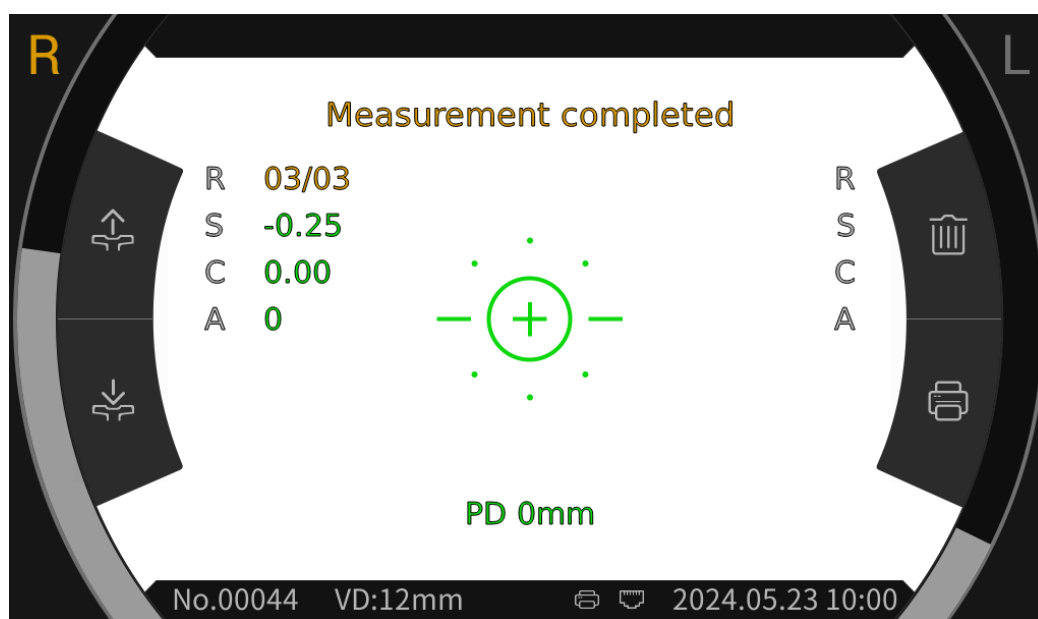 R
L
Measurement completed
R 03/03
S -0.25
C 0.00
A 0
R
S
C
A
PD 0mm
No.00044 VD:12mm 2024.05.23 10:00